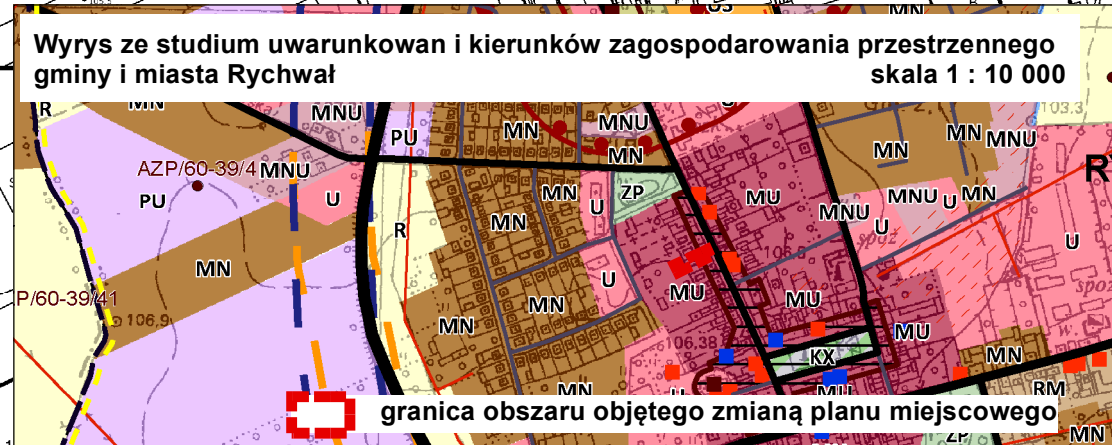 Wyrys ze studium uwarunkowan i kierunków zagospodarowania przestrzennego
gminy i miasta Rychwał skala 1 : 10 000
MN
R
MN
MNU
PU
MN
MNU
MN
103.3
MN
MNU
MN
AZP/60-39/4
MNU
PU
U
R
MN
MN
U
ZP
MU
MNU
U
MNU
U
MN
R
U
MN
P/60-39/41
106,9
MN
MN
U
MU
MU
MU
106.38
KX
MN
RM
MN
U
MU
granica obszaru objętego zmianą planu miejscowego
ZP
MN